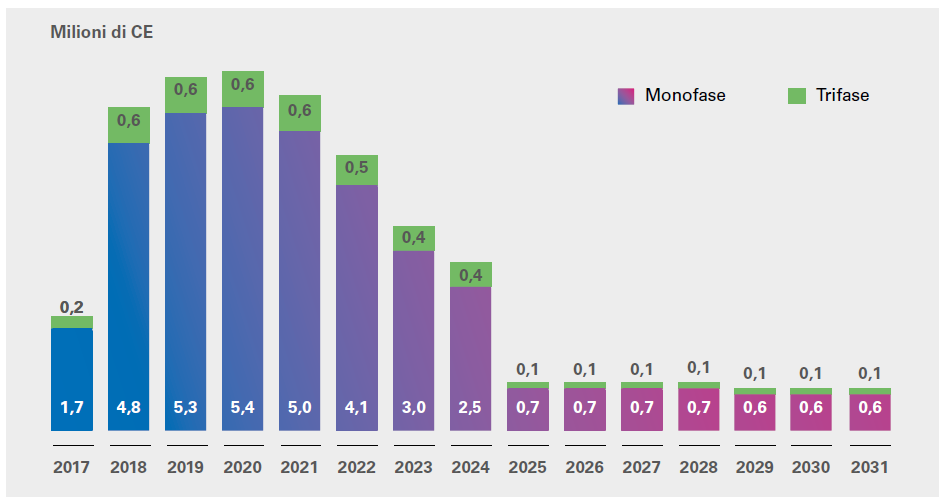 Milioni di CE
Monofase Trifase
0,2 0,6 0,6 0,6 0,6 0,5 0,4 0,4 0,1 0,1 0,1 0,1 0,1 0,1 0,1
1,7 4,8 5,3 5,4 5,0 4,1 3,0 2,5 0,7 0,7 0,7 0,7 0,6 0,6 0,6
2017 2018 2019 2020 2021 2022 2023 2024 2025 2026 2027 2028 2029 2030 2031